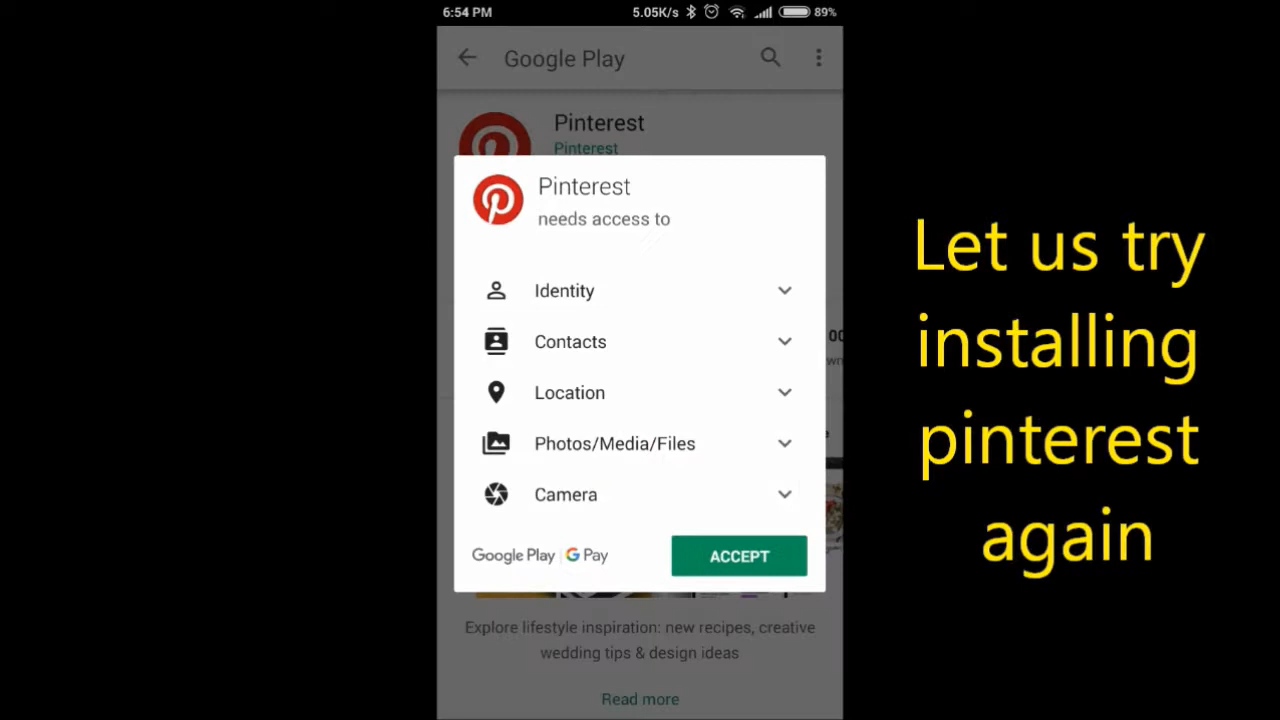 6:54 PM 5.05K/s 89%
Google Play
Pinterest
Pinterest
Pinterest
needs access to
Identity
Contacts
Location
Photos/Media/Files
Camera
Google Play G Pay
ACCEPT
Explore lifestyle inspiration: new recipes, creative
wedding tips & design ideas
Read more
Let us try
installing
pinterest
again